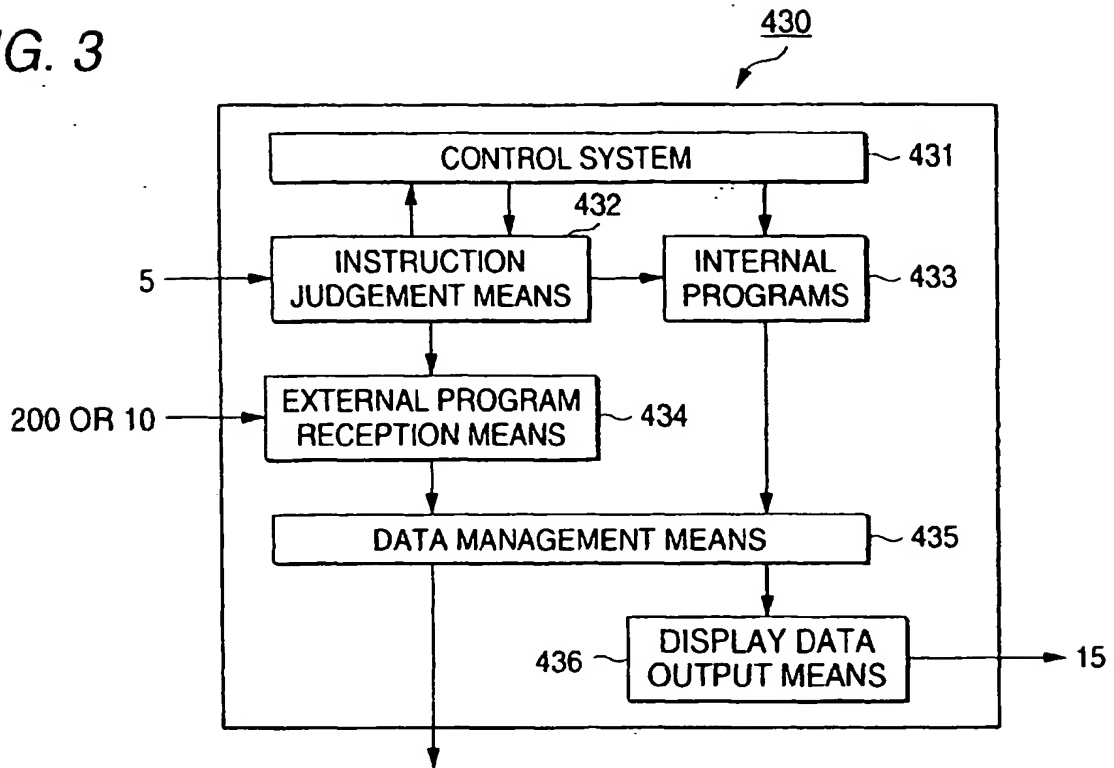 G. 3
430
CONTROL SYSTEM
431
432
INSTRUCTION
JUDGEMENT MEANS
INTERNAL
PROGRAMS
433
5
EXTERNAL PROGRAM
RECEPTION MEANS
434
200 OR 10
DATA MANAGEMENT MEANS
435
DISPLAY DATA
OUTPUT MEANS
436
15